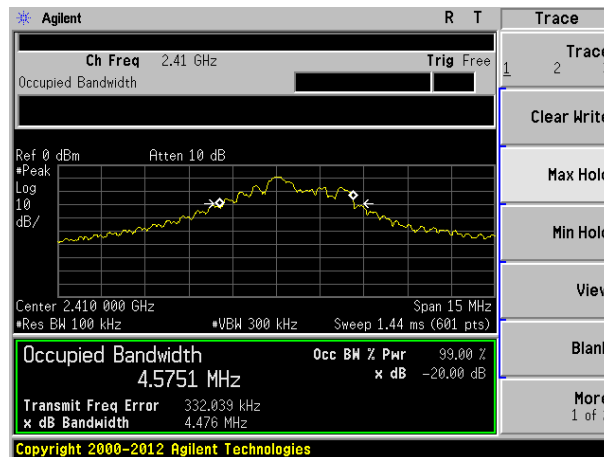 Agilent R T Trace
Ch Freq 2.41 GHz Trig Free
Occupied Bandwidth
Trace
1 2
Clear Write
Ref 0 dBm Atten 10 dB
#Peak
Log
10
dB/
Max Hold
Min Hold
Center 2.410 000 GHz Span 15 MHz
#Res BW 100 kHz #VBW 300 kHz Sweep 1.44 ms (601 pts)
View
Occupied Bandwidth Occ BW % Pwr 99.00 %
4.5751 MHz x dB -20.00 dB
Transmit Freq Error 332.039 kHz
x dB Bandwidth 4.476 MHz
Blank
More
1 of
Copyright 2000-2012 Agilent Technologies